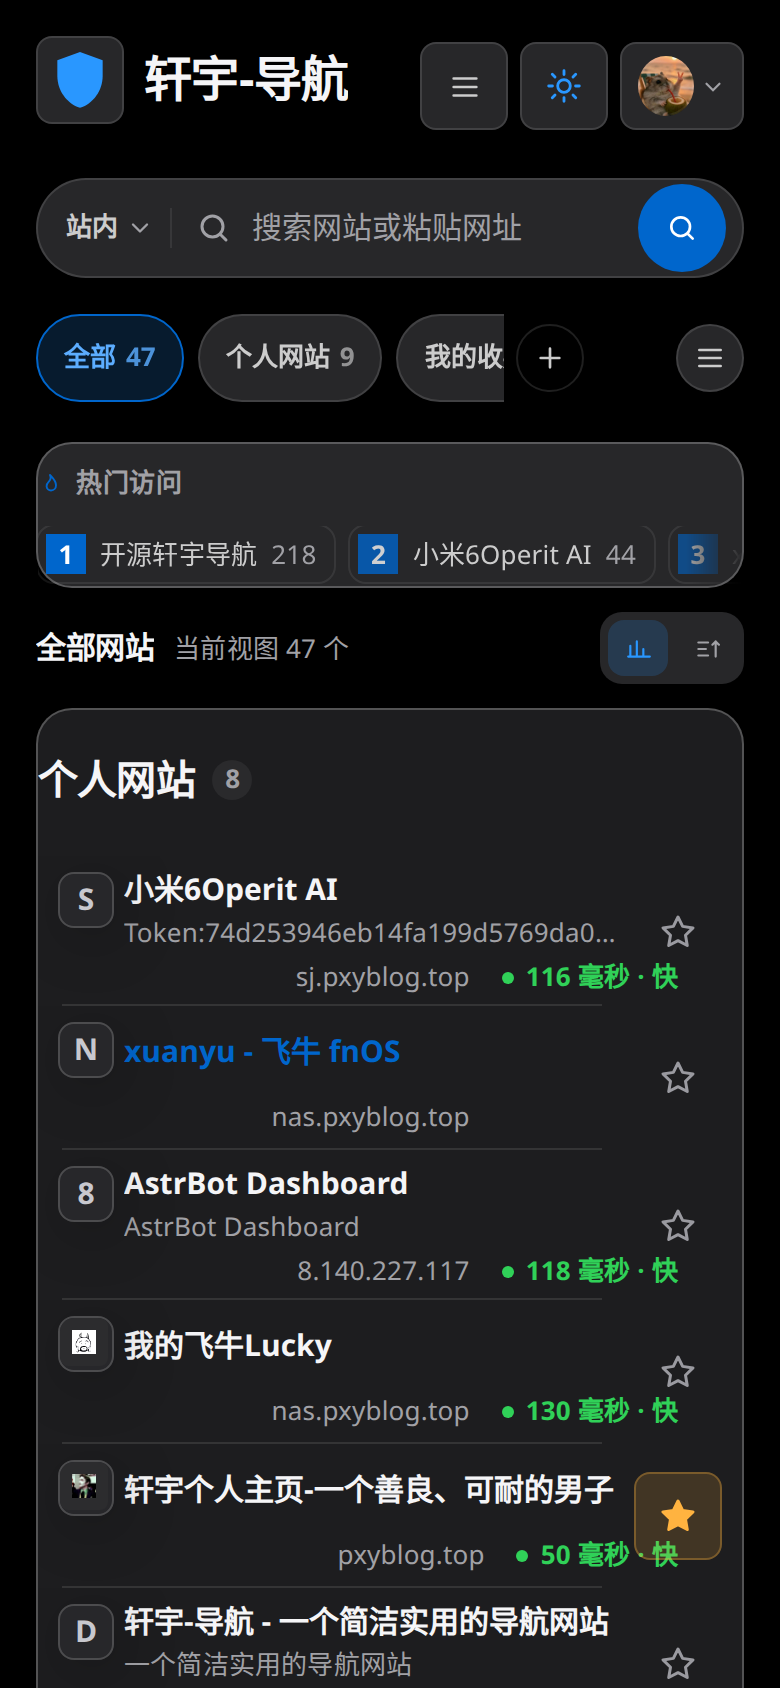 轩宇-导航
站内 搜索网站或粘贴网址
全部 47 个人网站 9 我的收
热门访问
1 开源轩宇导航 218 2 小米6Operit AI 44 3
全部网站 当前视图 47 个
个人网站 8
S 小米6Operit AI
Token:74d253946eb14fa199d5769da0...
sj.pxyblog.top 116 毫秒 · 快
N xuanyu - 飞牛 fnOS
nas.pxyblog.top
8 AstrBot Dashboard
AstrBot Dashboard
8.140.227.117 118 毫秒 · 快
我的飞牛Lucky
nas.pxyblog.top 130 毫秒 · 快
轩宇个人主页-一个善良、可耐的男子
pxyblog.top 50 毫秒 · 快
D 轩宇-导航 - 一个简洁实用的导航网站
一个简洁实用的导航网站